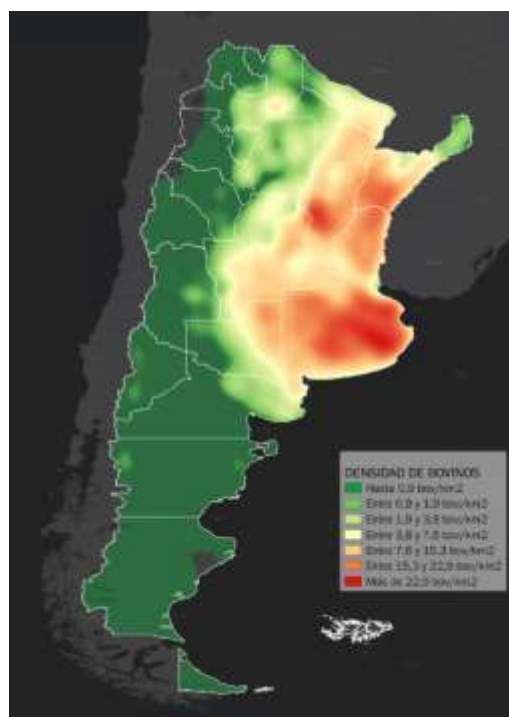 DENSIDAD DE BOVINOS
Hasta 0,9 bov/km2
Entre 0,9 y 1,9 bov/km2
Entre 1,9 y 3,8 bov/km2
Entre 3,8 y 7,6 bov/km2
Entre 7,6 y 15,3 bov/km2
Entre 15,3 y 22,9 bov/km2
Más de 22,9 bov/km2